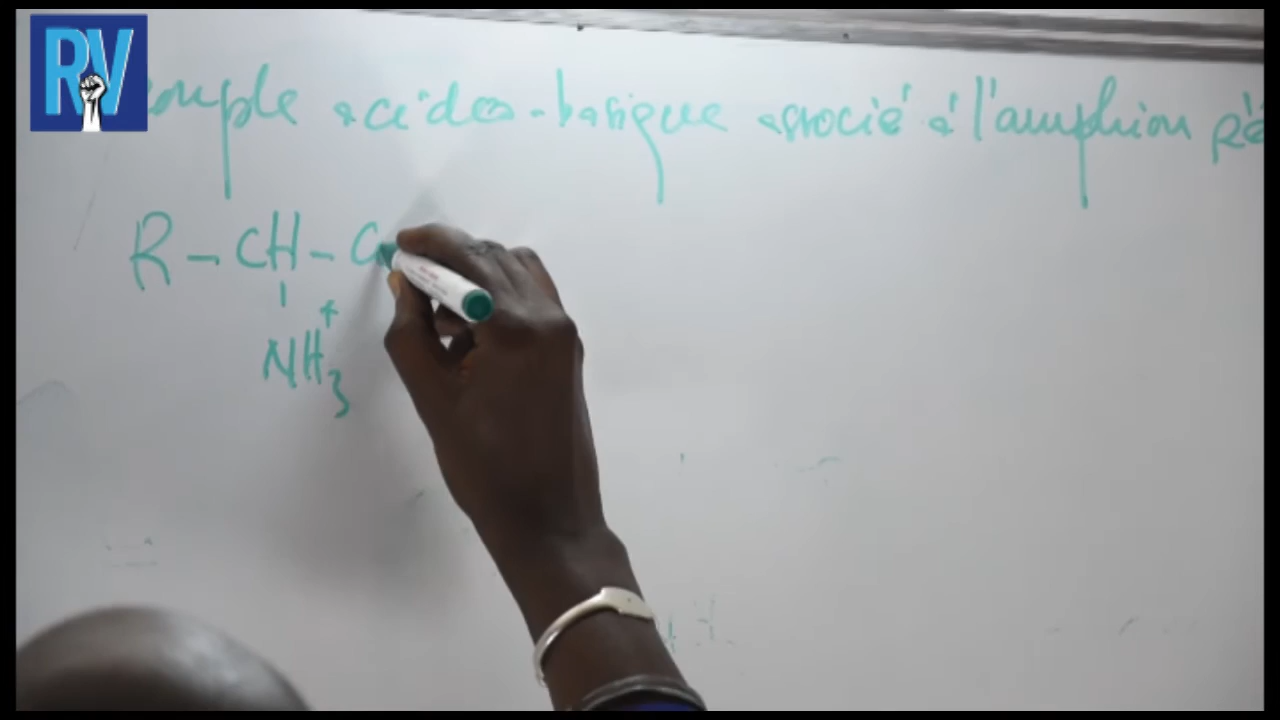 RV
ouple acido-basique associé à l'amphion ré
R - CH - C
NH₃⁺